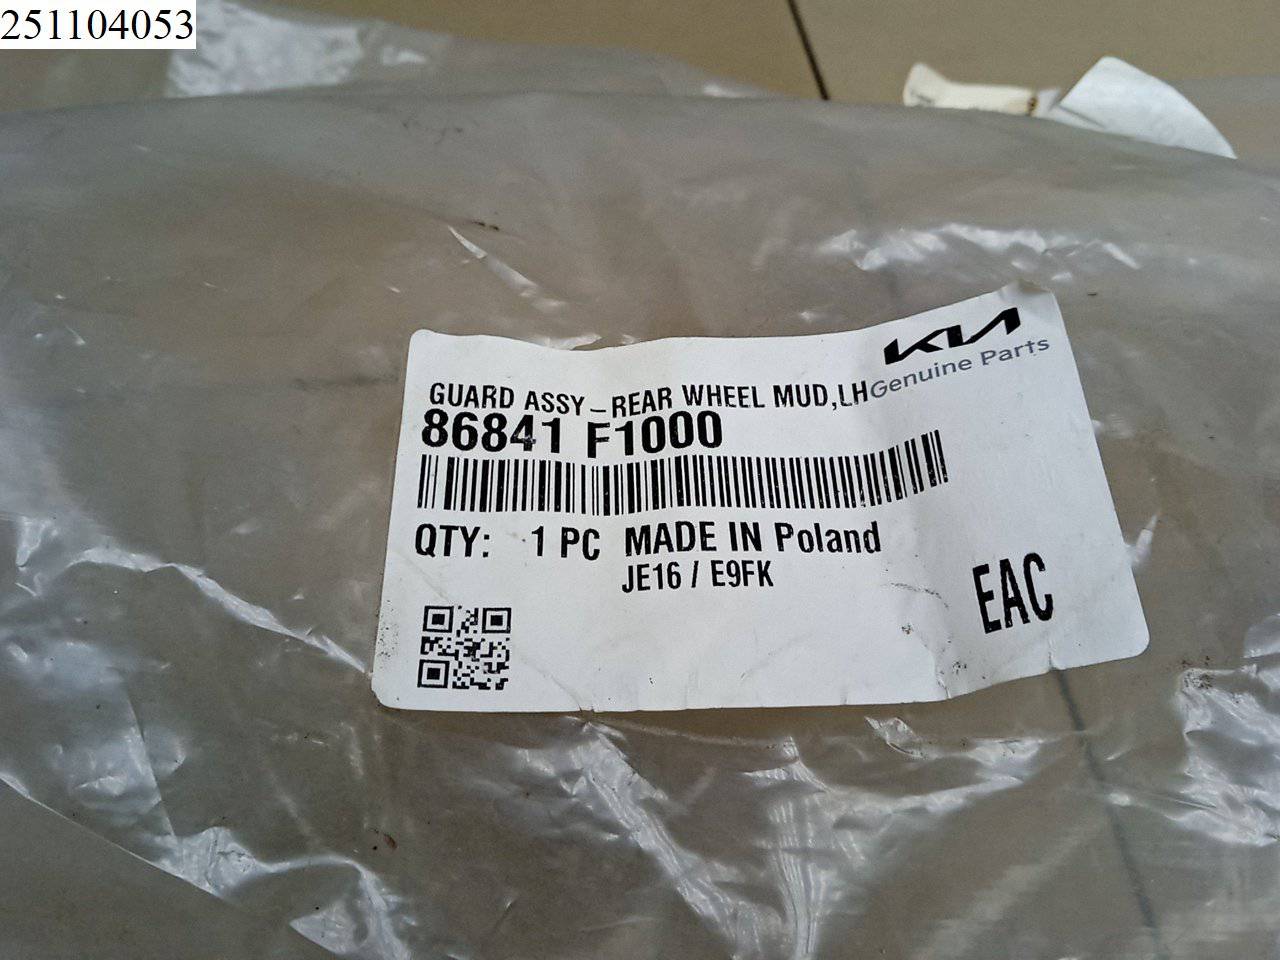 251104053
KIA
Genuine Parts
GUARD ASSY-REAR WHEEL MUD,LH
86841 F1000
QTY: 1 PC MADE IN Poland
JE16 / E9FK
EAC